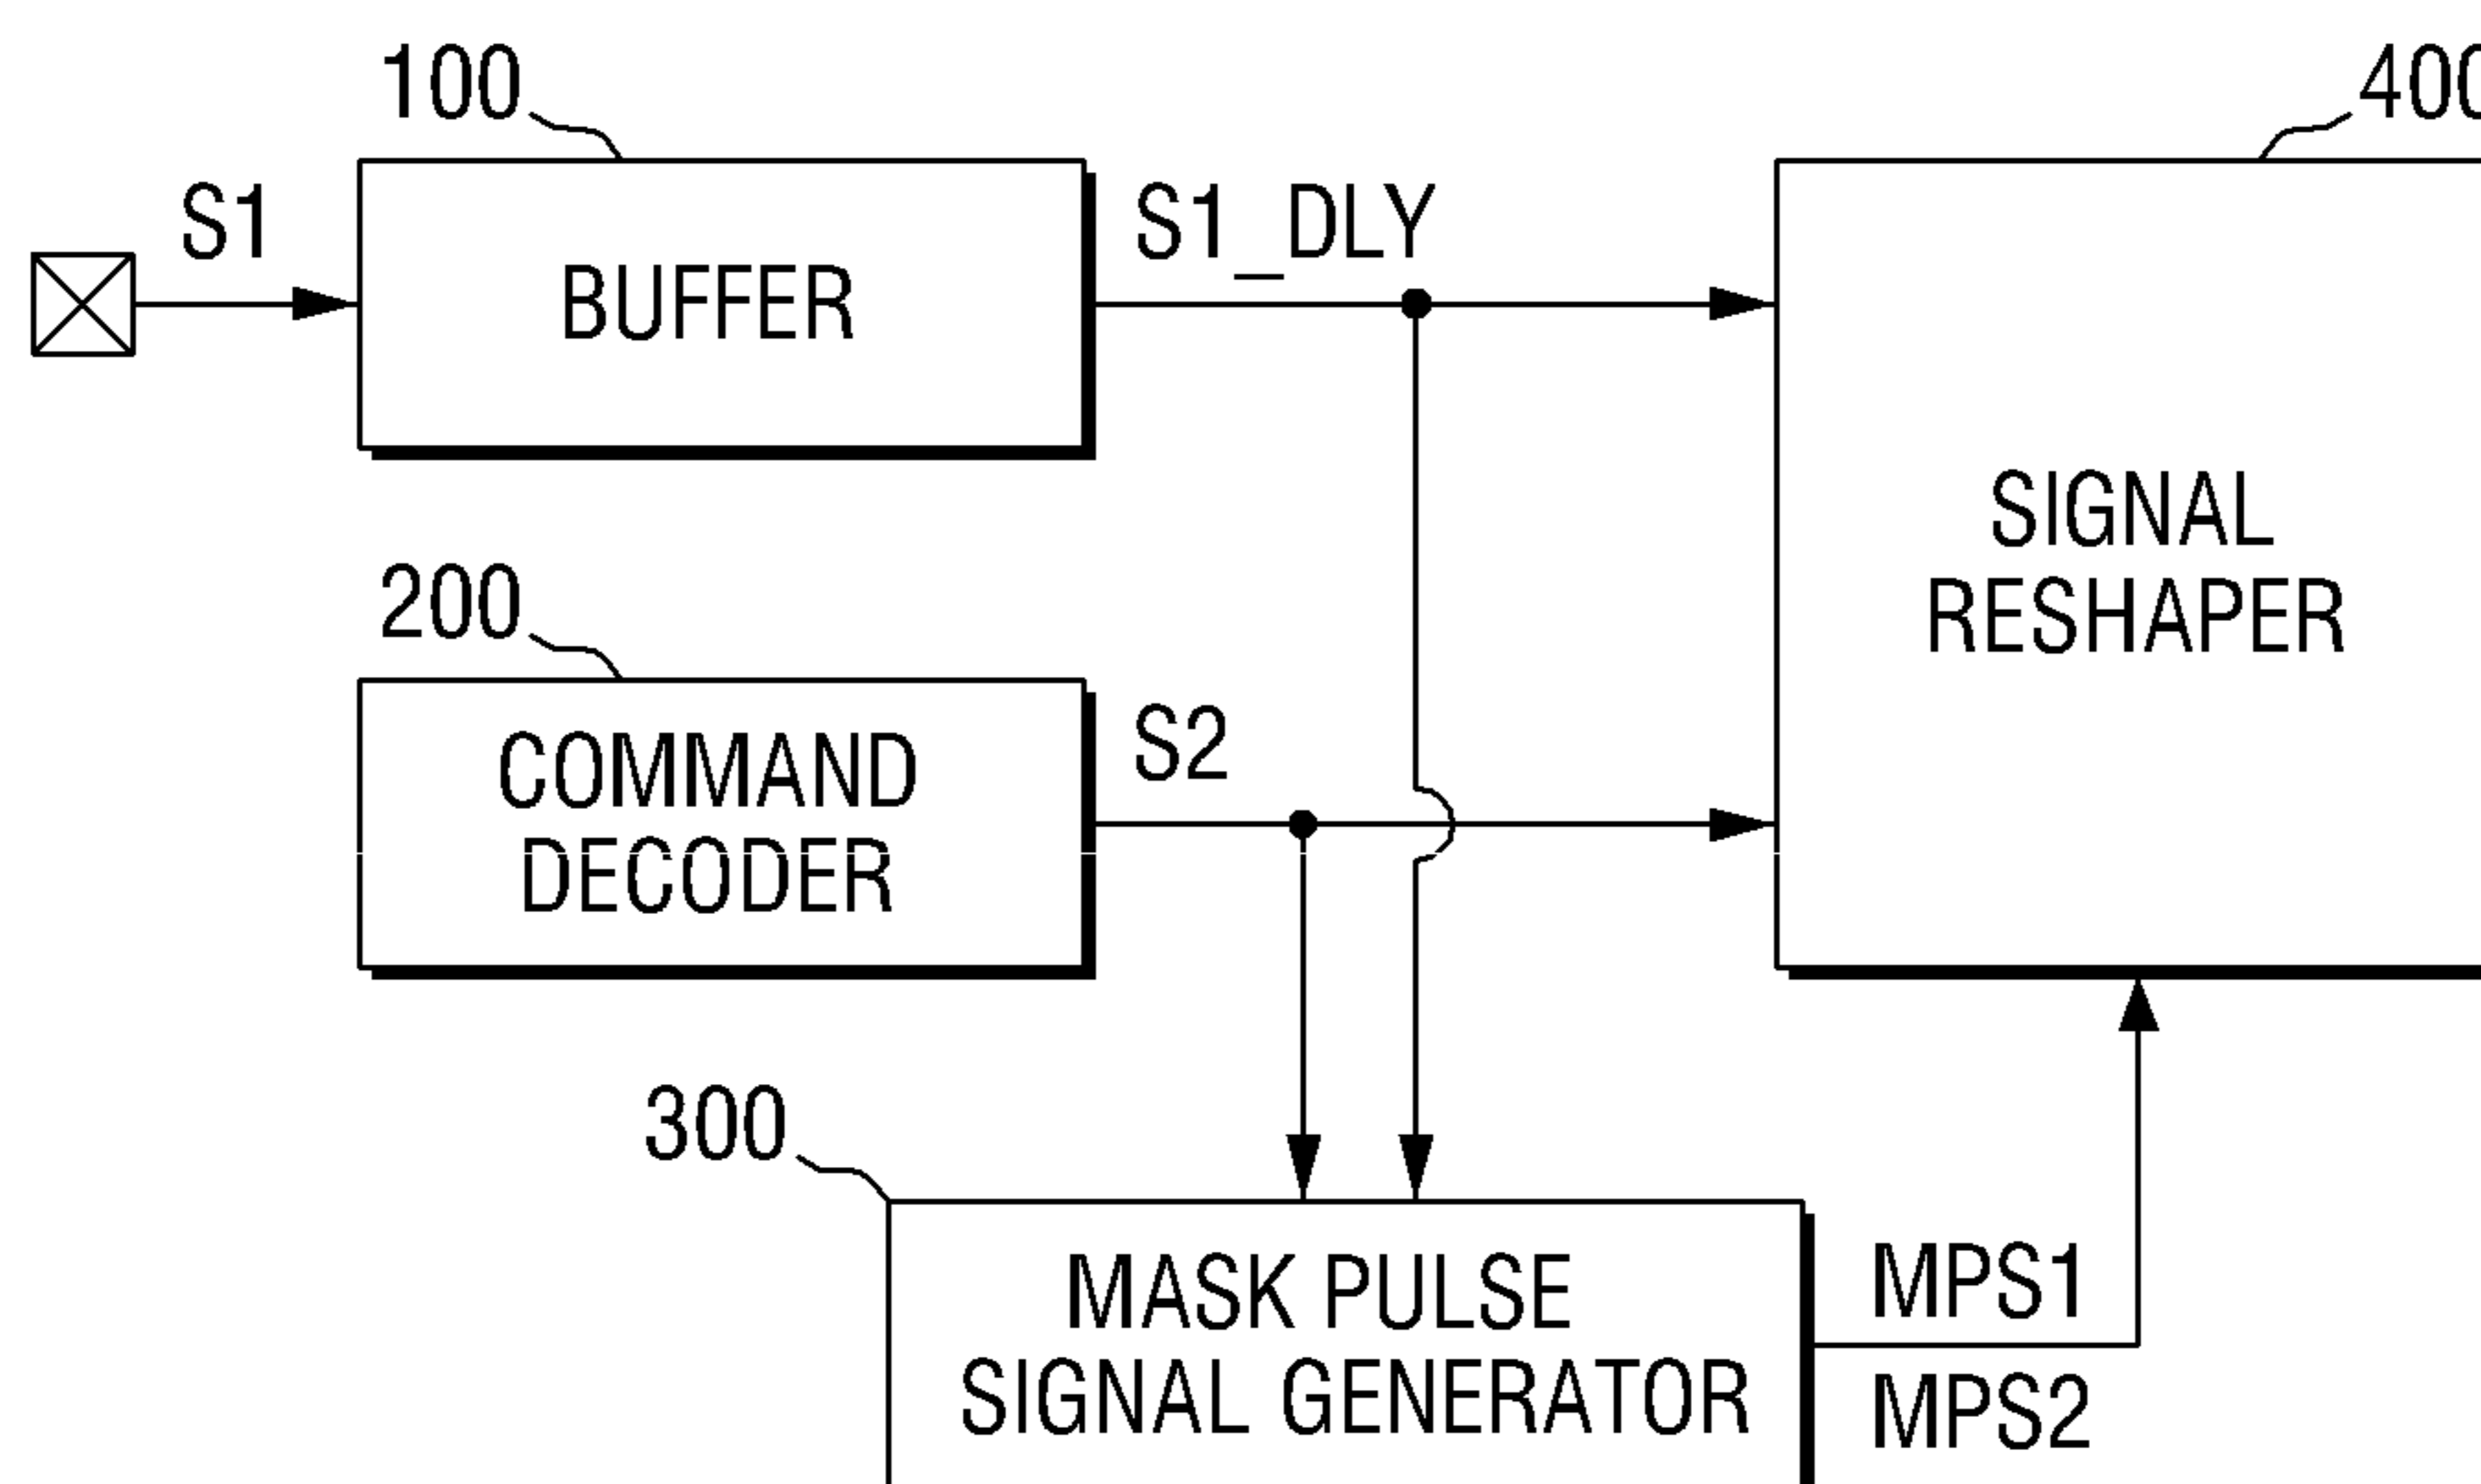 100
400
S1
S1_DLY
BUFFER
SIGNAL
RESHAPER
200
S2
COMMAND
DECODER
300
MASK PULSE
SIGNAL GENERATOR
MPS1
MPS2